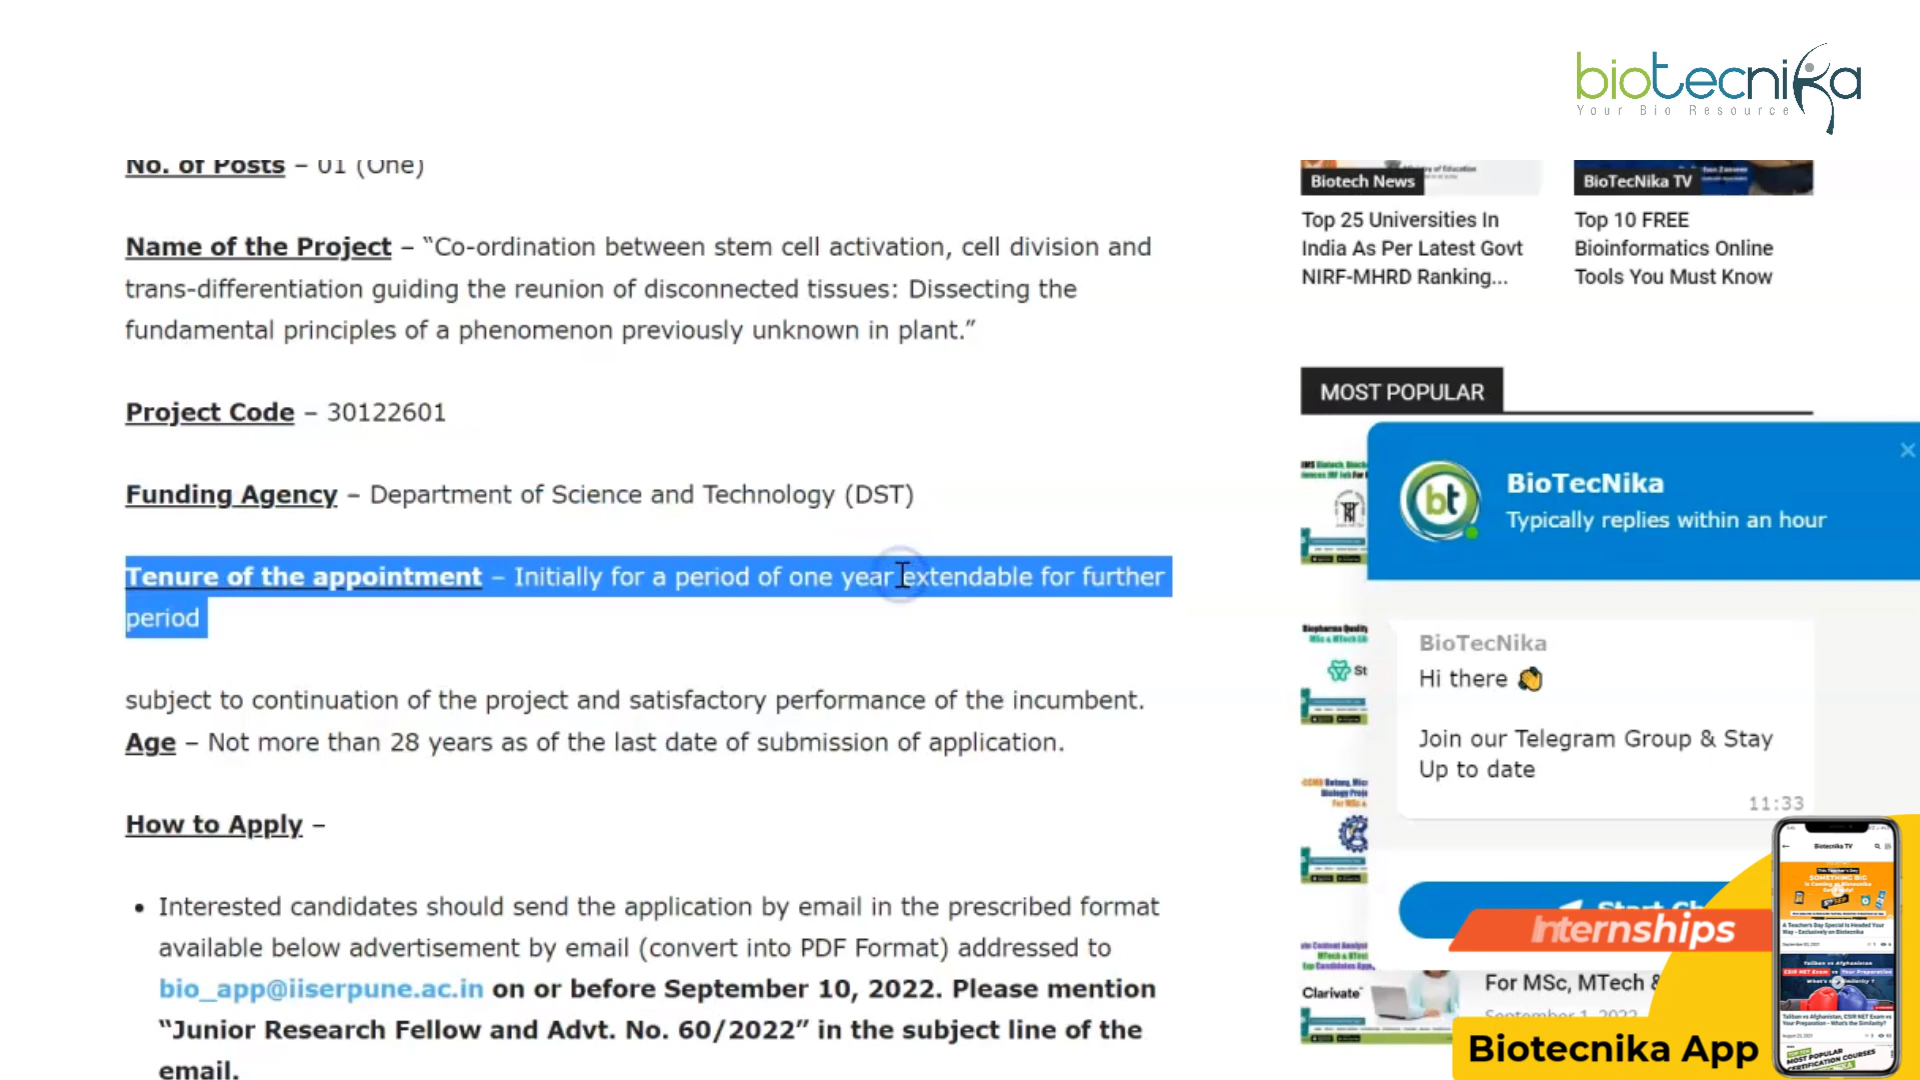 biotecnika
Your Bio Resource
No. of Posts – 01 (One)
Name of the Project – “Co-ordination between stem cell activation, cell division and
trans-differentiation guiding the reunion of disconnected tissues: Dissecting the
fundamental principles of a phenomenon previously unknown in plant.”
Project Code – 30122601
Funding Agency – Department of Science and Technology (DST)
Tenure of the appointment – Initially for a period of one year extendable for further
period
subject to continuation of the project and satisfactory performance of the incumbent.
Age – Not more than 28 years as of the last date of submission of application.
How to Apply –
• Interested candidates should send the application by email in the prescribed format
available below advertisement by email (convert into PDF Format) addressed to
bio_app@iiserpune.ac.in on or before September 10, 2022. Please mention
“Junior Research Fellow and Advt. No. 60/2022” in the subject line of the
email.
Biotech News
Top 25 Universities In
India As Per Latest Govt
NIRF-MHRD Ranking...
BioTecNika TV
Top 10 FREE
Bioinformatics Online
Tools You Must Know
MOST POPULAR
bt
BioTecNika
Typically replies within an hour
BioTecNika
Hi there
Join our Telegram Group & Stay
Up to date
11:33
Clarivate
For MSc, MTech &
September 1, 2022
Internships
Biotecnika App
Biotecnika TV
SOMETHING BIG
MOST POPULAR